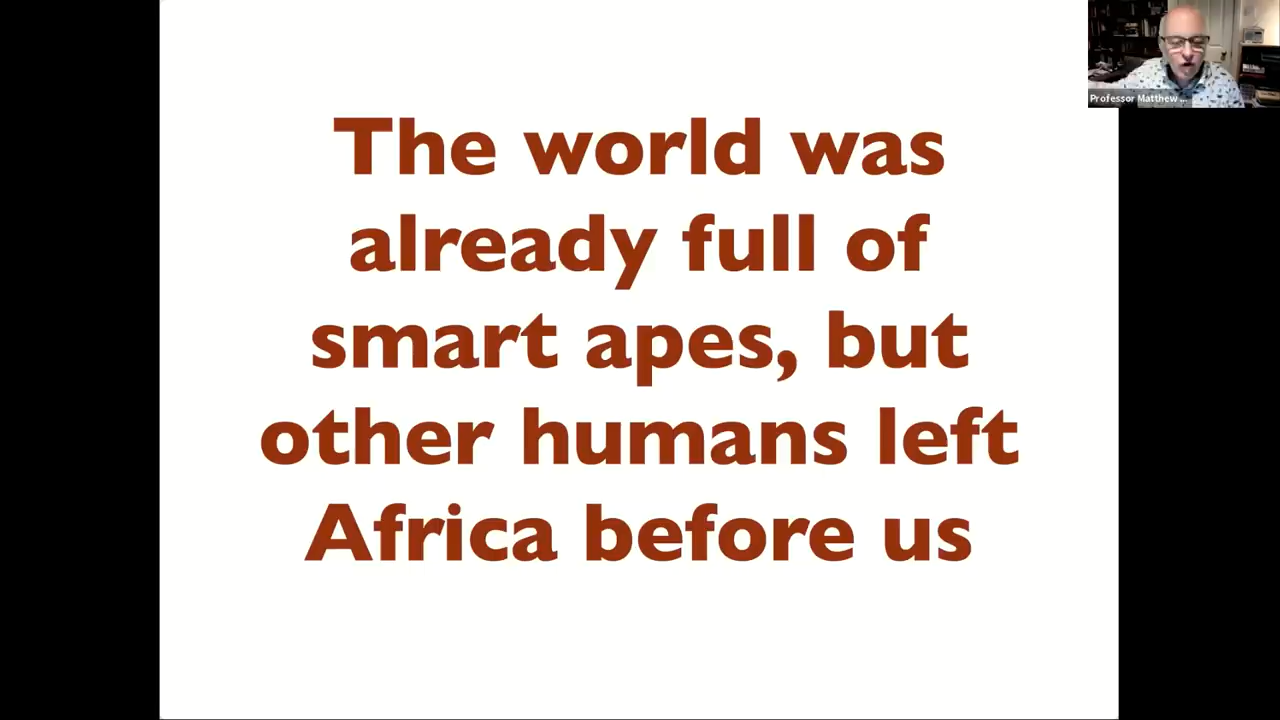 Professor Matthew ...
The world was
already full of
smart apes, but
other humans left
Africa before us